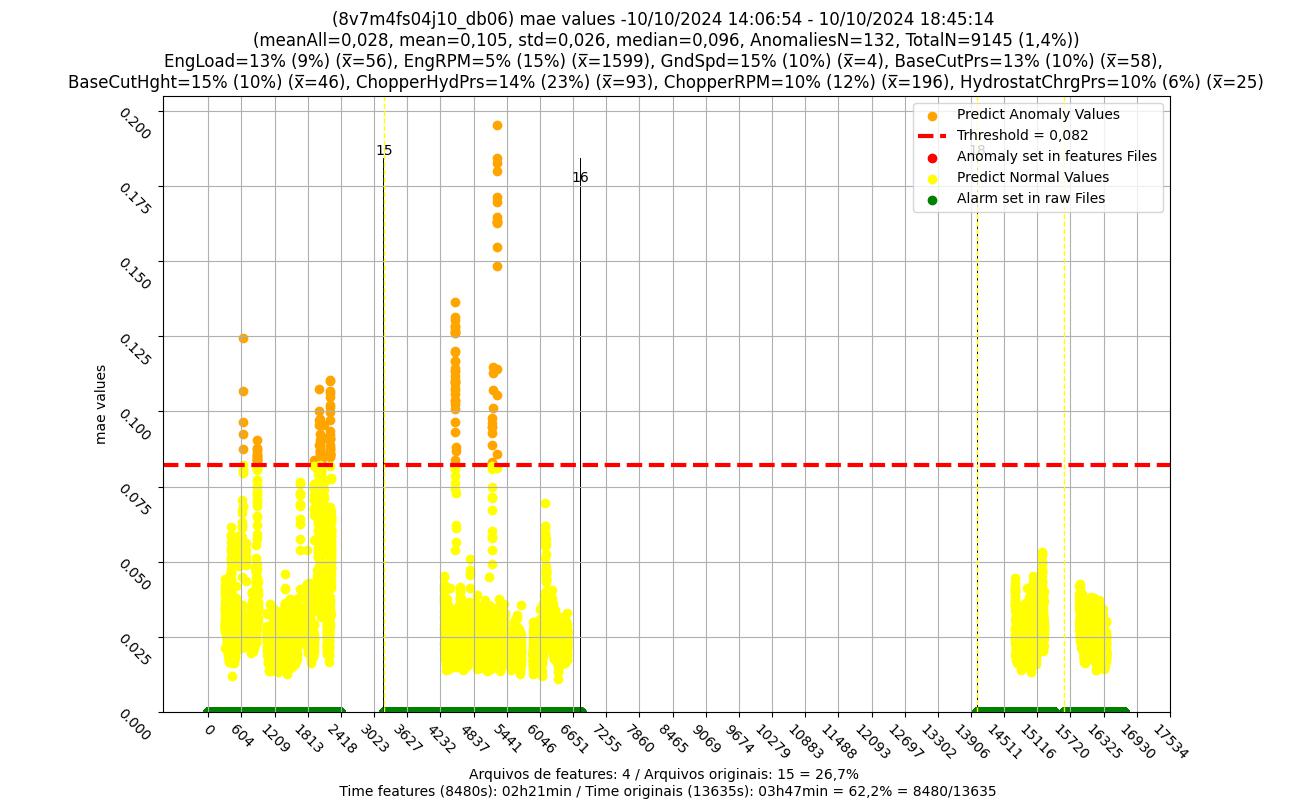 (8v7m4fs04j10_db06) mae values -10/10/2024 14:06:54 - 10/10/2024 18:45:14
(meanAll=0,028, mean=0,105, std=0,026, median=0,096, AnomaliesN=132, TotalN=9145 (1,4%))
EngLoad=13% (9%) (x̅=56), EngRPM=5% (15%) (x̅=1599), GndSpd=15% (10%) (x̅=4), BaseCutPrs=13% (10%) (x̅=58),
BaseCutHght=15% (10%) (x̅=46), ChopperHydPrs=14% (23%) (x̅=93), ChopperRPM=10% (12%) (x̅=196), HydrostatChrgPrs=10% (6%) (x̅=25)
Predict Anomaly Values
Trhreshold = 0,082
Anomaly set in features Files
Predict Normal Values
Alarm set in raw Files
15
16
18
mae values
0.200
0.175
0.150
0.125
0.100
0.075
0.050
0.025
0.000
0 604 1209 1813 2418 3023 3627 4232 4837 5441 6046 6651 7255 7860 8465 9069 9674 10279 10883 11488 12093 12697 13302 13906 14511 15116 15720 16325 16930 17534
Arquivos de features: 4 / Arquivos originais: 15 = 26,7%
Time features (8480s): 02h21min / Time originais (13635s): 03h47min = 62,2% = 8480/13635